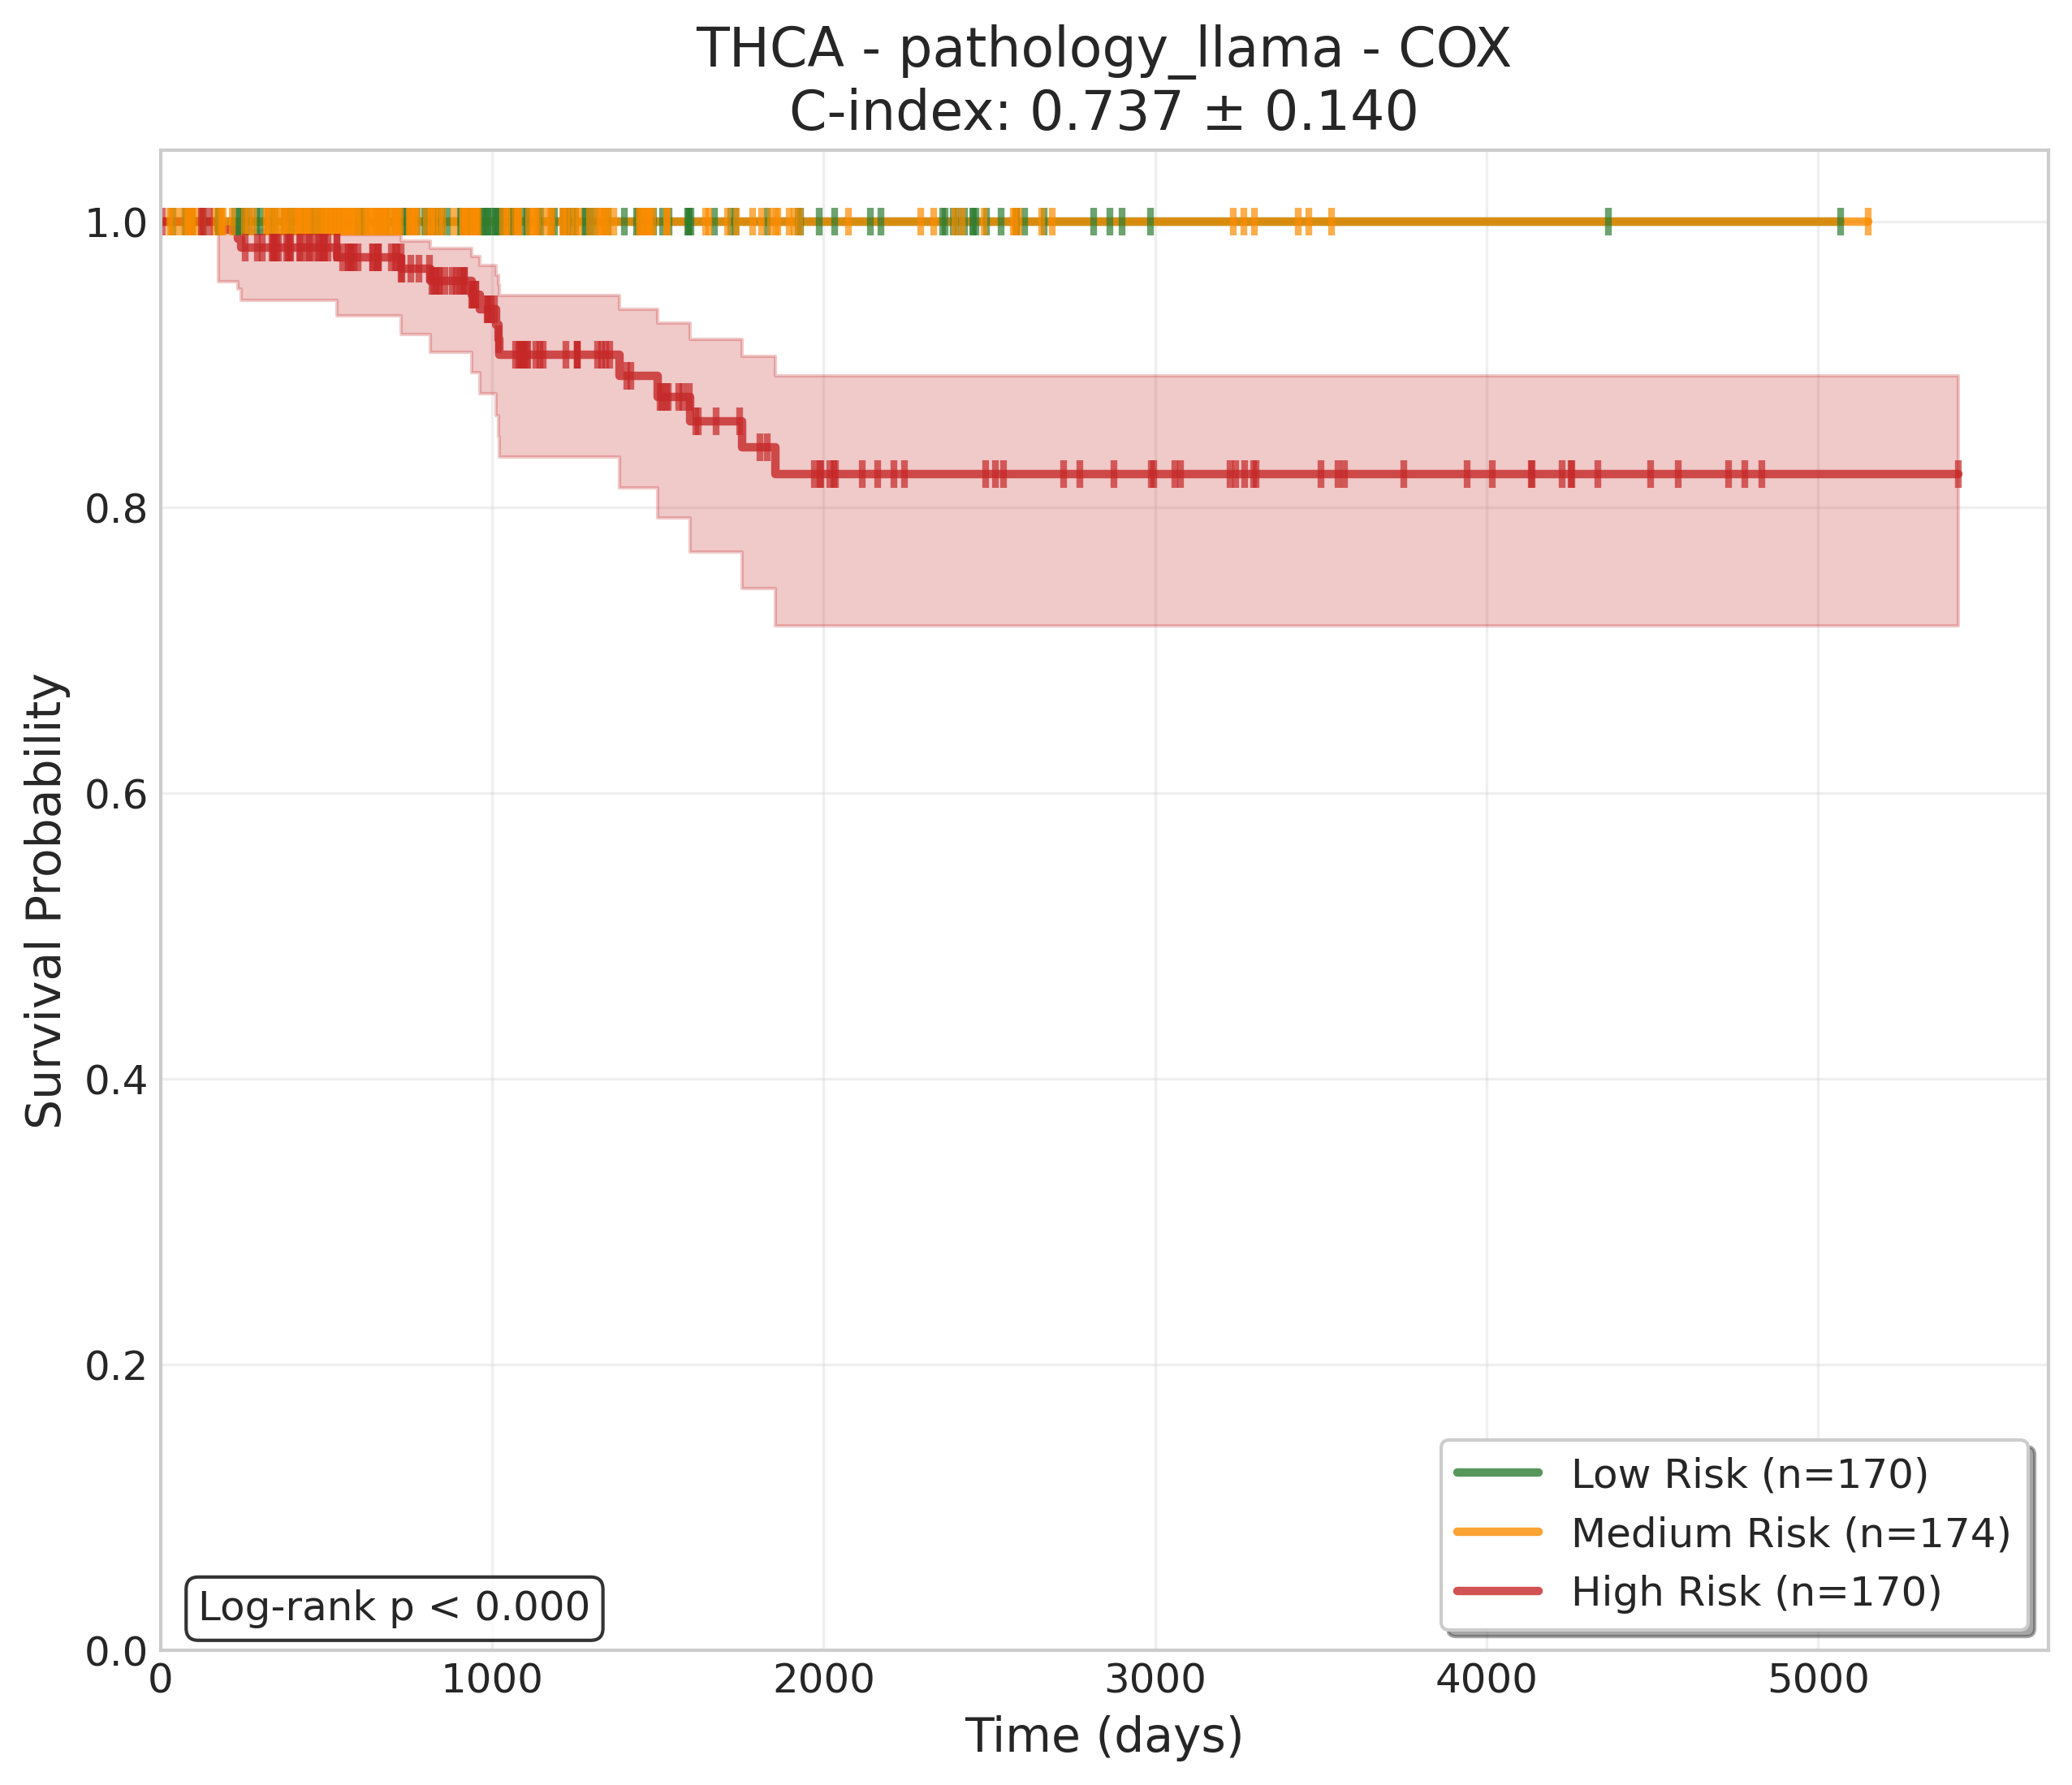 THCA - pathology_llama - COX
C-index: 0.737 ± 0.140
Survival Probability
1.0
0.8
0.6
0.4
0.2
0.0
Log-rank p < 0.000
Low Risk (n=170)
Medium Risk (n=174)
High Risk (n=170)
0 1000 2000 3000 4000 5000
Time (days)